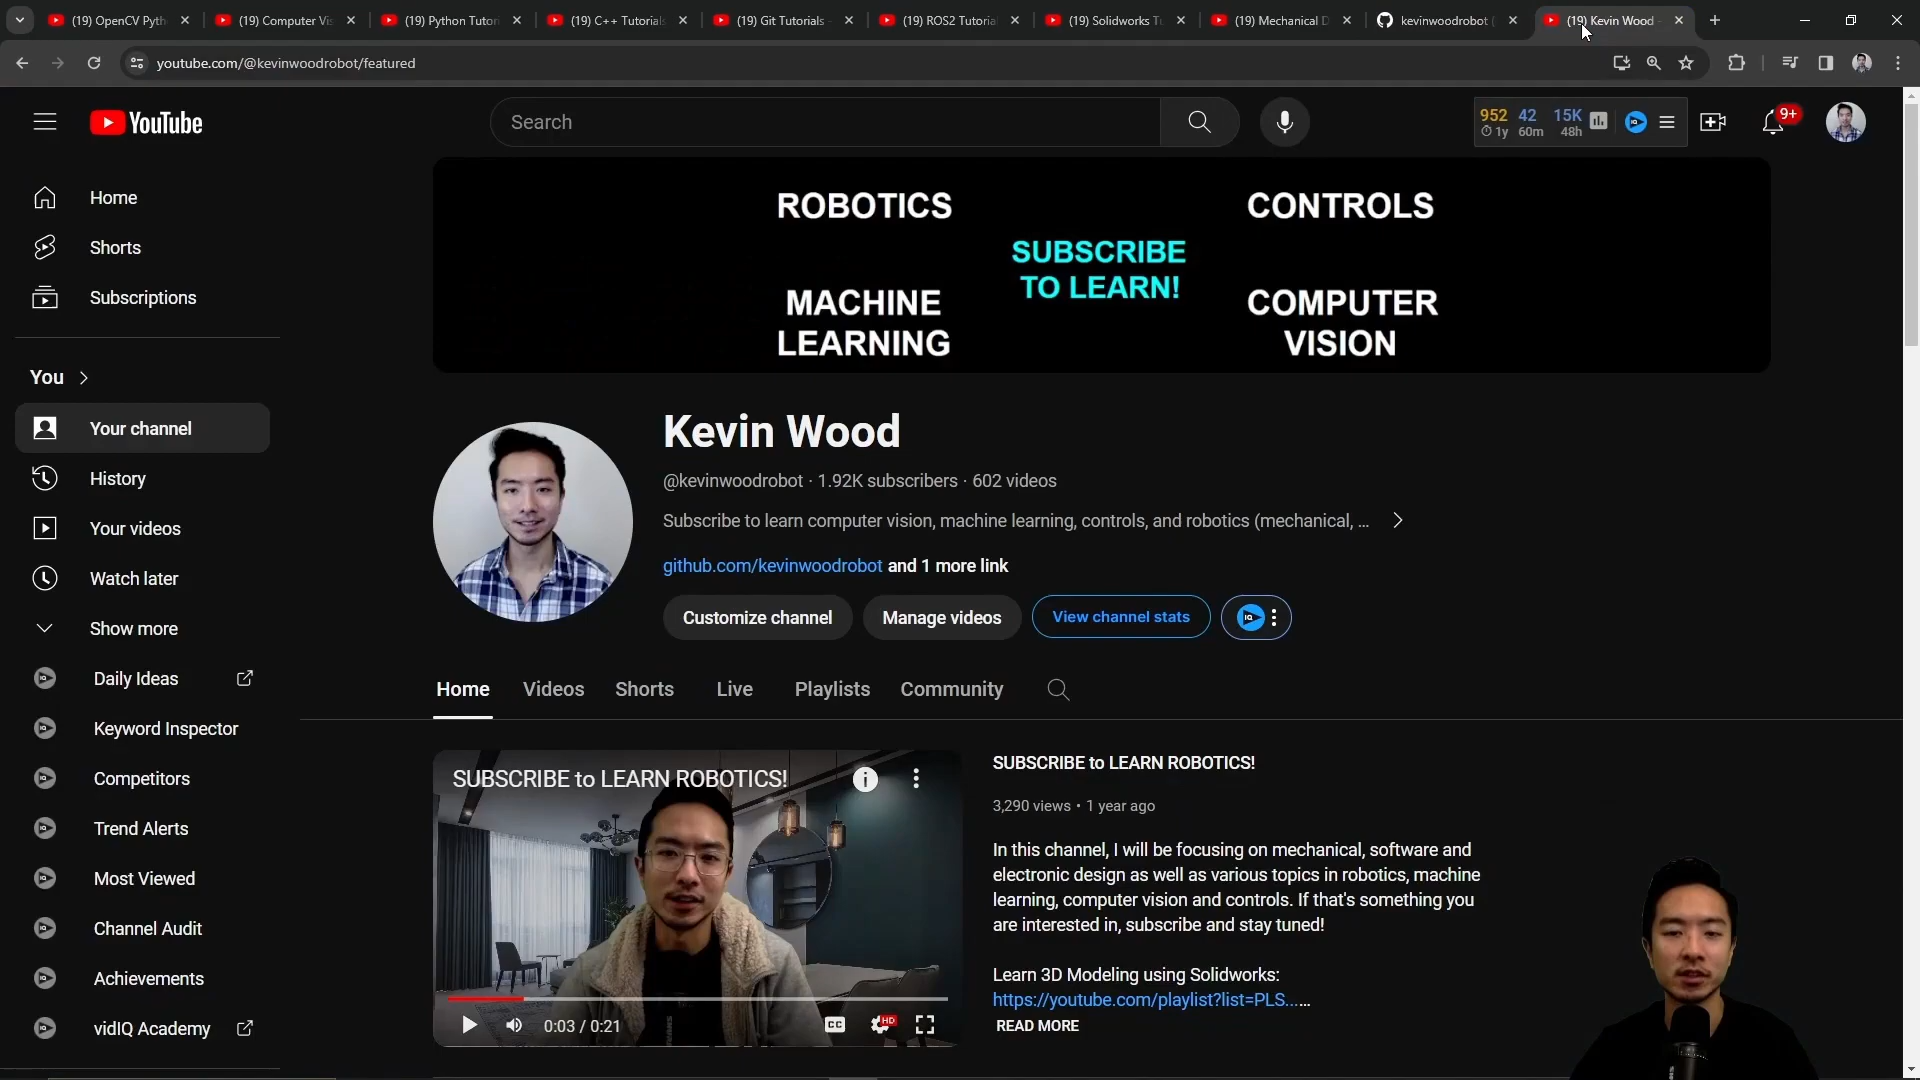 (19) OpenCV Pyth
(19) Computer Vis
(19) Python Tutori
(19) C++ Tutorials
(19) Git Tutorials -
(19) ROS2 Tutoria
(19) Solidworks Tu
(19) Mechanical D
kevinwoodrobot (
(19) Kevin Wood -
youtube.com/@kevinwoodrobot/featured
YouTube
Search
952 42 15K
1y 60m 48h
9+
Home
Shorts
Subscriptions
You
Your channel
History
Your videos
Watch later
Show more
Daily Ideas
Keyword Inspector
Competitors
Trend Alerts
Most Viewed
Channel Audit
Achievements
vidIQ Academy
ROBOTICS
CONTROLS
SUBSCRIBE
TO LEARN!
MACHINE
LEARNING
COMPUTER
VISION
Kevin Wood
@kevinwoodrobot · 1.92K subscribers · 602 videos
Subscribe to learn computer vision, machine learning, controls, and robotics (mechanical, ...
github.com/kevinwoodrobot and 1 more link
Customize channel
Manage videos
View channel stats
Home
Videos
Shorts
Live
Playlists
Community
SUBSCRIBE to LEARN ROBOTICS!
0:03 / 0:21
CC
HD
SUBSCRIBE to LEARN ROBOTICS!
3,290 views • 1 year ago
In this channel, I will be focusing on mechanical, software and
electronic design as well as various topics in robotics, machine
learning, computer vision and controls. If that's something you
are interested in, subscribe and stay tuned!
Learn 3D Modeling using Solidworks:
https://youtube.com/playlist?list=PLS...…
READ MORE